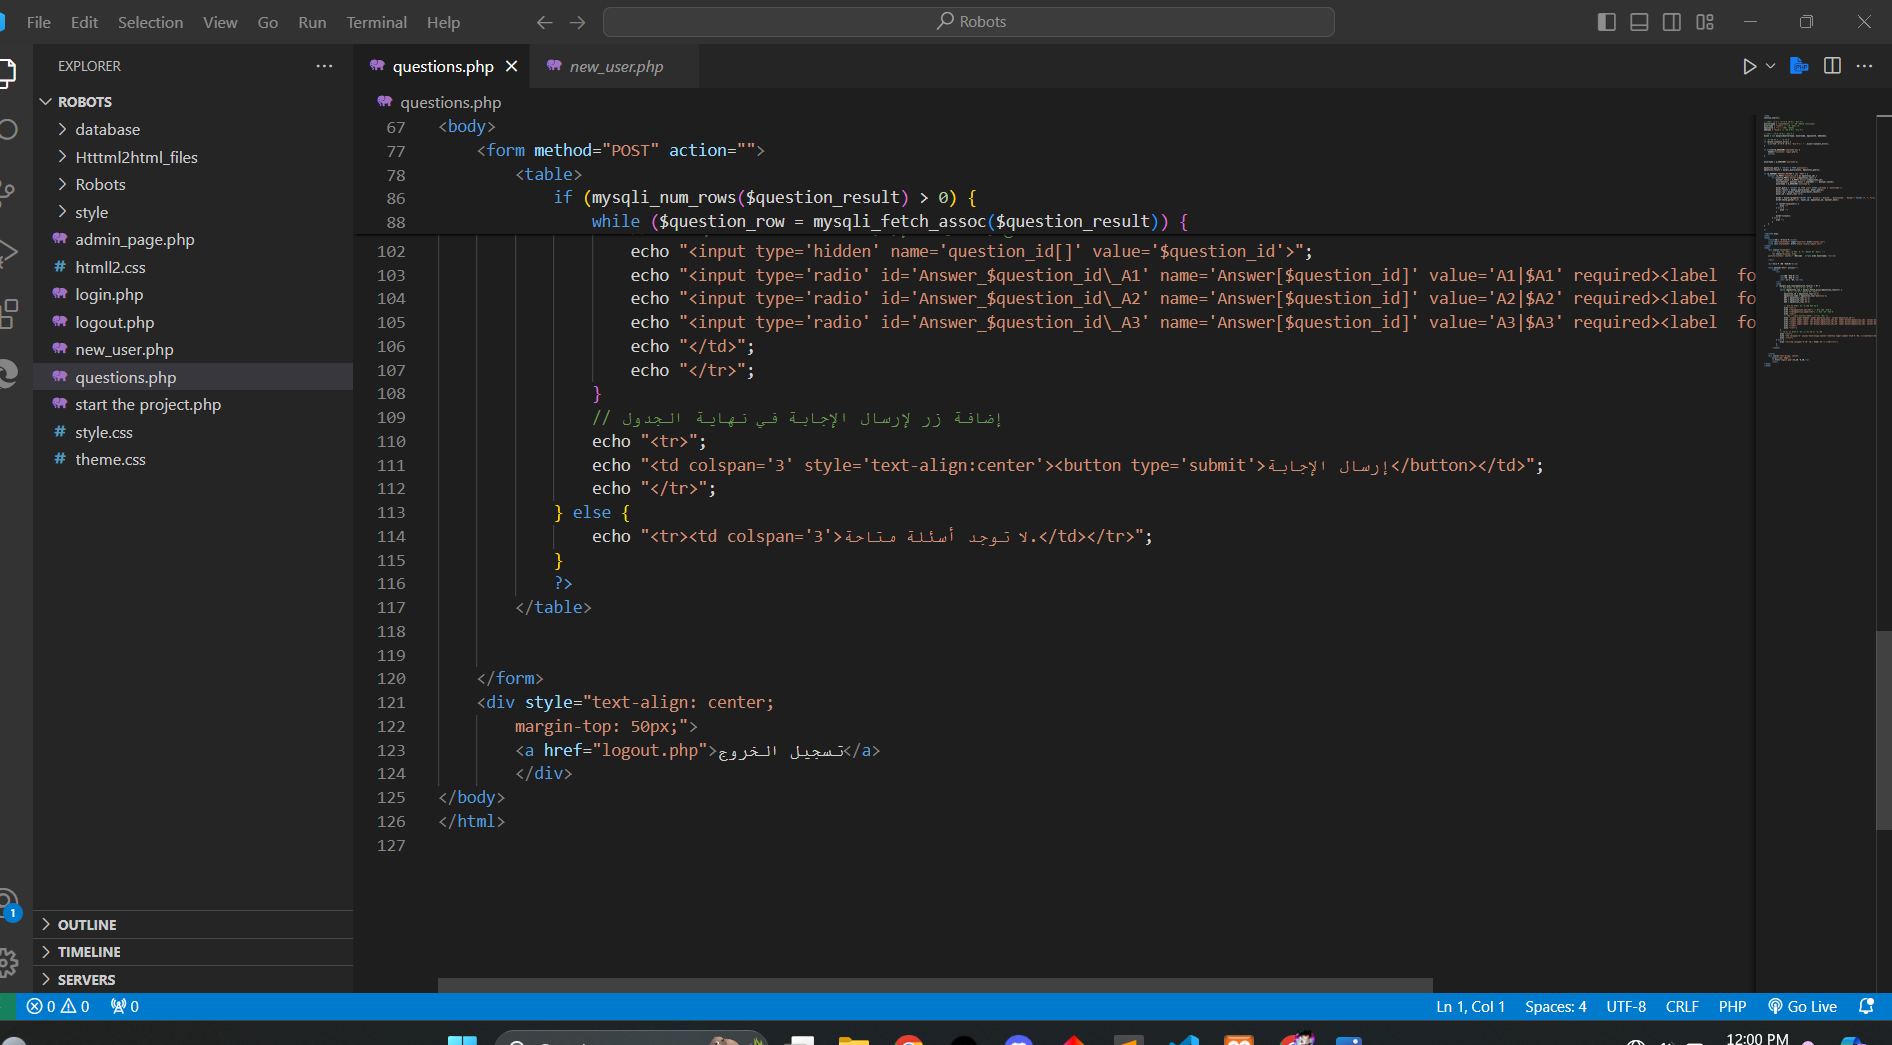 File Edit Selection View Go Run Terminal Help
Robots
EXPLORER
questions.php
new_user.php
ROBOTS
database
Htttml2html_files
Robots
style
admin_page.php
htmll2.css
login.php
logout.php
new_user.php
questions.php
start the project.php
style.css
theme.css
OUTLINE
TIMELINE
SERVERS
questions.php
67 <body>
77 <form method="POST" action="">
78 <table>
86 if (mysqli_num_rows($question_result) > 0) {
88 while ($question_row = mysqli_fetch_assoc($question_result)) {
102 echo "<input type='hidden' name='question_id[]' value='$question_id'>";
103 echo "<input type='radio' id='Answer_$question_id\_A1' name='Answer[$question_id]' value='A1|$A1' required><label fo
104 echo "<input type='radio' id='Answer_$question_id\_A2' name='Answer[$question_id]' value='A2|$A2' required><label fo
105 echo "<input type='radio' id='Answer_$question_id\_A3' name='Answer[$question_id]' value='A3|$A3' required><label fo
106 echo "</td>";
107 echo "</tr>";
108 }
109 // إضافة زر لإرسال الإجابة في نهاية الجدول
110 echo "<tr>";
111 echo "<td colspan='3' style='text-align:center'><button type='submit'>إرسال الإجابة</button></td>";
112 echo "</tr>";
113 } else {
114 echo "<tr><td colspan='3'>لا توجد أسئلة متاحة.</td></tr>";
115 }
116 ?>
117 </table>
118
119
120 </form>
121 <div style="text-align: center;
122 margin-top: 50px;">
123 <a href="logout.php">تسجيل الخروج</a>
124 </div>
125 </body>
126 </html>
127
1
0 0 0
Ln 1, Col 1 Spaces: 4 UTF-8 CRLF PHP Go Live
12:00 PM